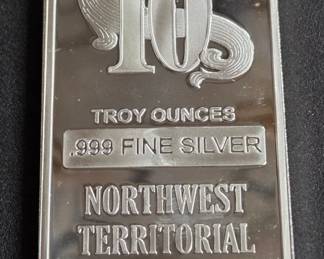 10
TROY OUNCES
.999 FINE SILVER
NORTHWEST
TERRITORIAL